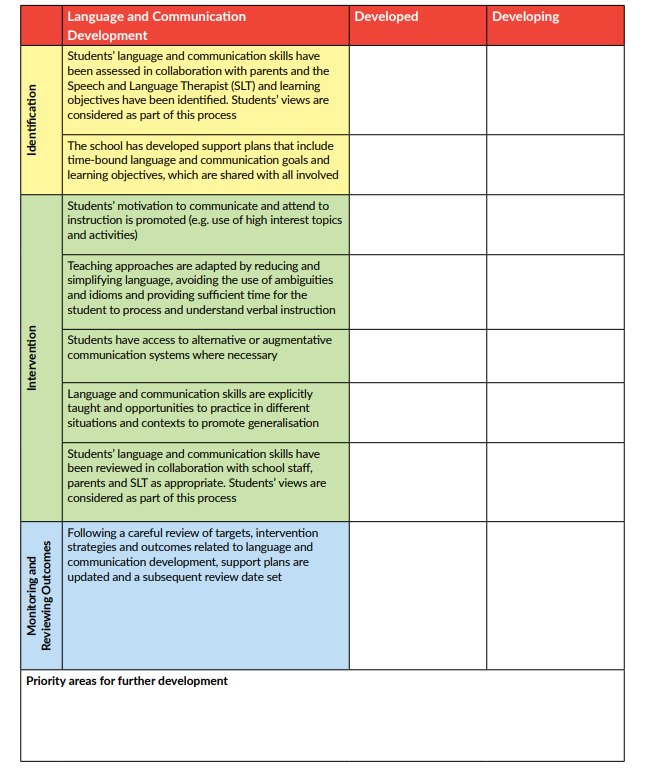 Language and Communication
Development
Developed
Developing
Identification
Students' language and communication skills have
been assessed in collaboration with parents and the
Speech and Language Therapist (SLT) and learning
objectives have been identified. Students' views are
considered as part of this process
The school has developed support plans that include
time-bound language and communication goals and
learning objectives, which are shared with all involved
Intervention
Students' motivation to communicate and attend to
instruction is promoted (e.g. use of high interest topics
and activities)
Teaching approaches are adapted by reducing and
simplifying language, avoiding the use of ambiguities
and idioms and providing sufficient time for the
student to process and understand verbal instruction
Students have access to alternative or augmentative
communication systems where necessary
Language and communication skills are explicitly
taught and opportunities to practice in different
situations and contexts to promote generalisation
Students' language and communication skills have
been reviewed in collaboration with school staff,
parents and SLT as appropriate. Students' views are
considered as part of this process
Monitoring and
Reviewing Outcomes
Following a careful review of targets, intervention
strategies and outcomes related to language and
communication development, support plans are
updated and a subsequent review date set
Priority areas for further development